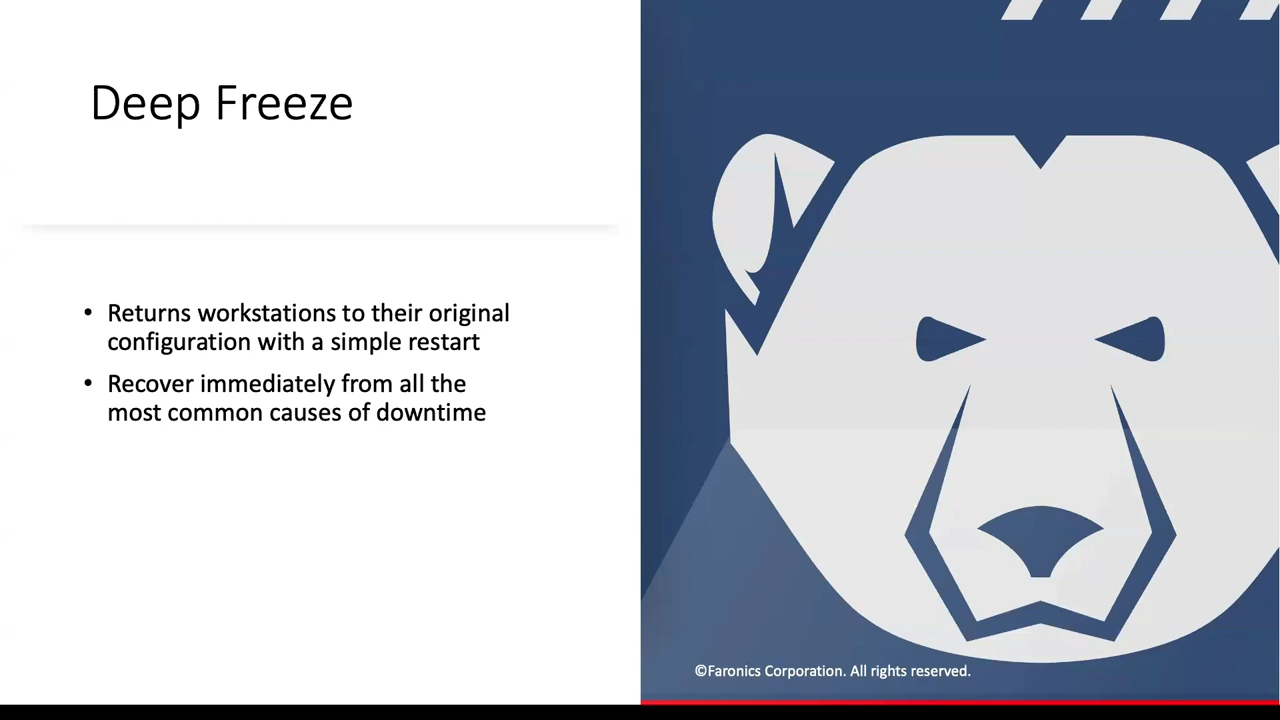 Deep Freeze
• Returns workstations to their original
configuration with a simple restart
• Recover immediately from all the
most common causes of downtime
©Faronics Corporation. All rights reserved.